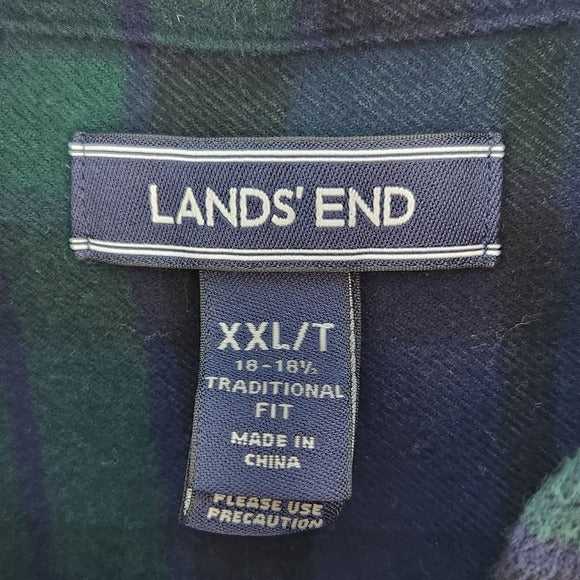 LANDS' END
XXL/T
18-18½
TRADITIONAL
FIT
MADE IN
CHINA
PLEASE USE
PRECAUTION